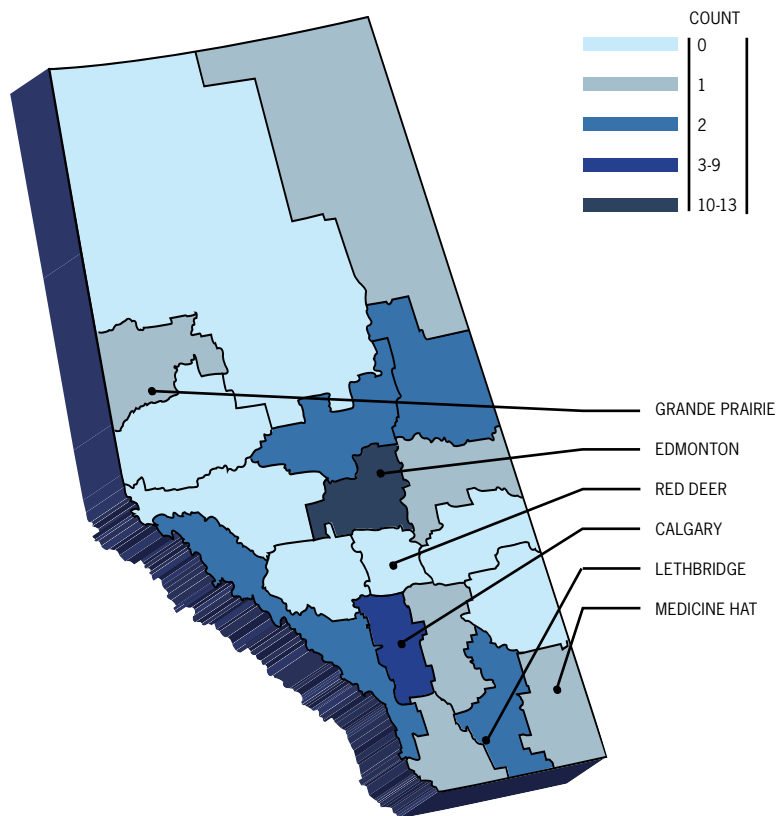 COUNT
0
1
2
3-9
10-13
GRANDE PRAIRIE
EDMONTON
RED DEER
CALGARY
LETHBRIDGE
MEDICINE HAT